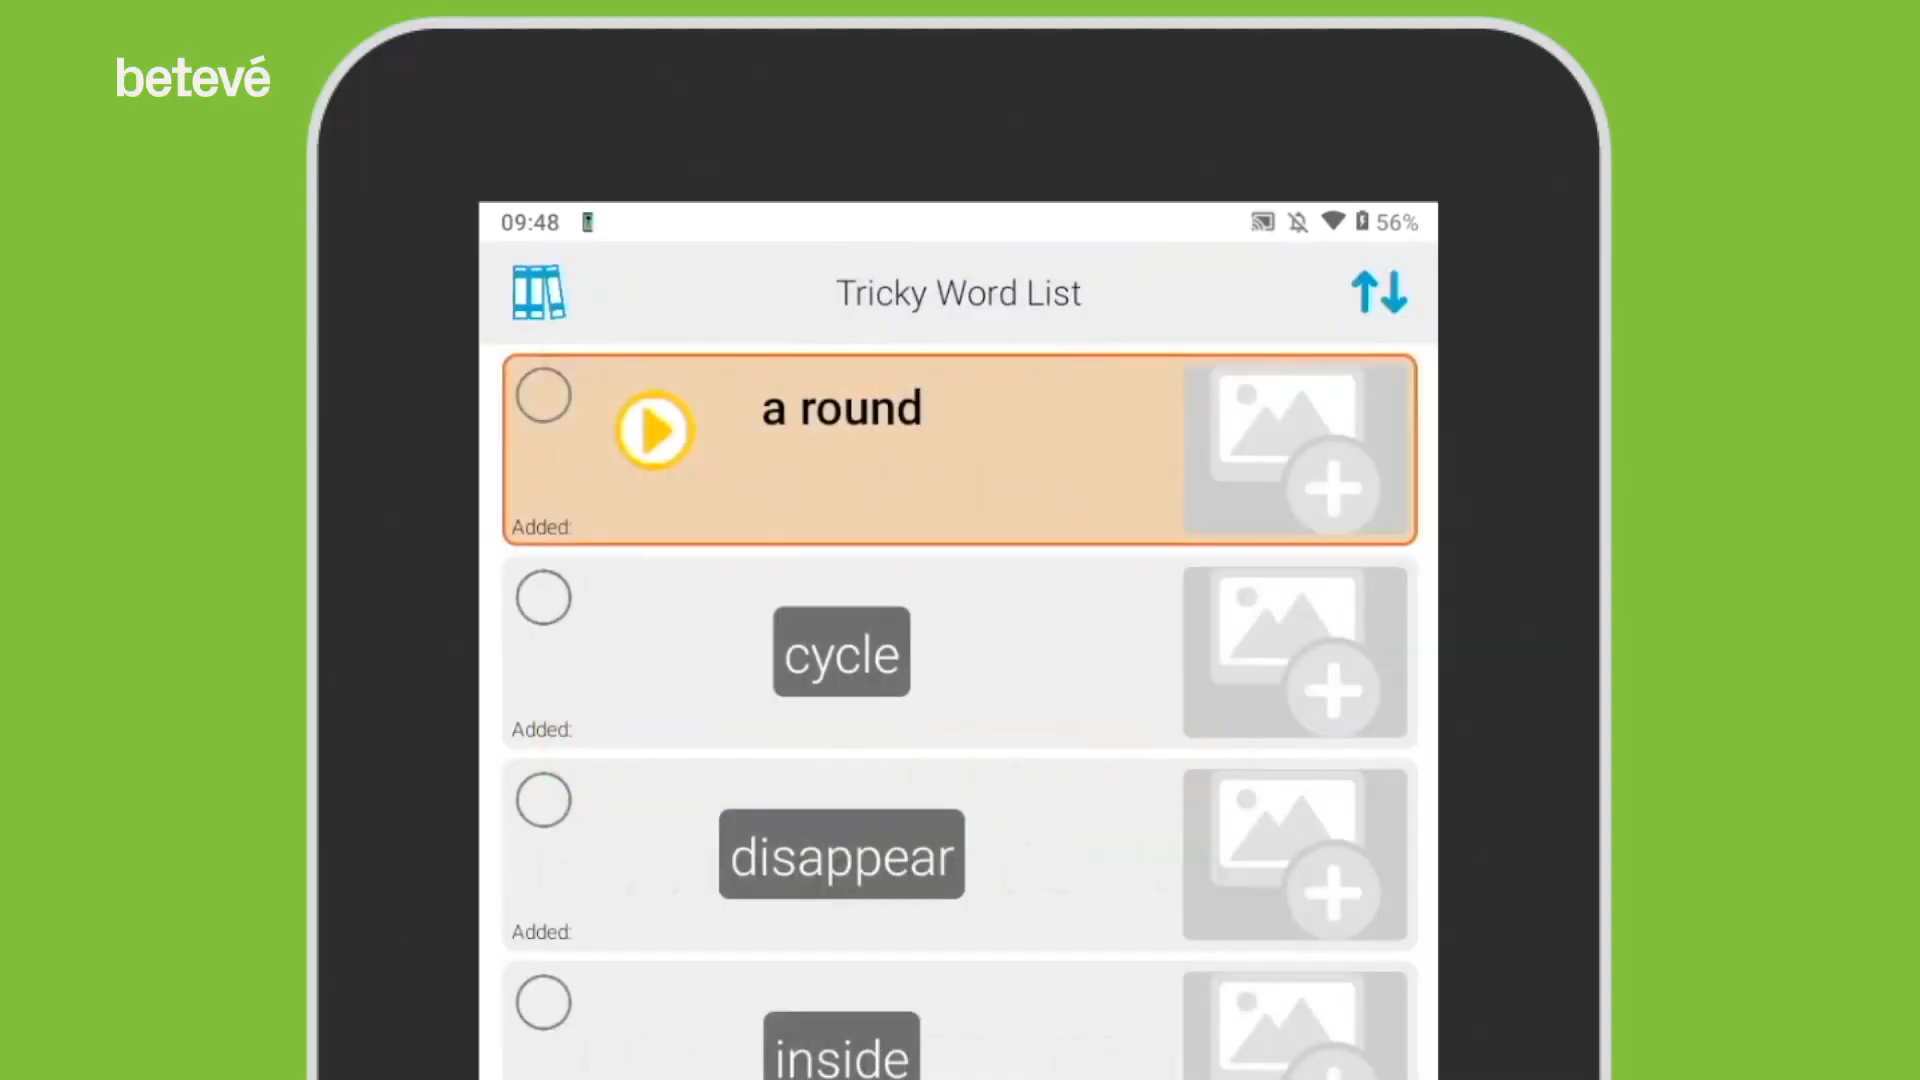 betevé
09:48
56%
Tricky Word List
a round
Added:
cycle
Added:
disappear
Added:
inside